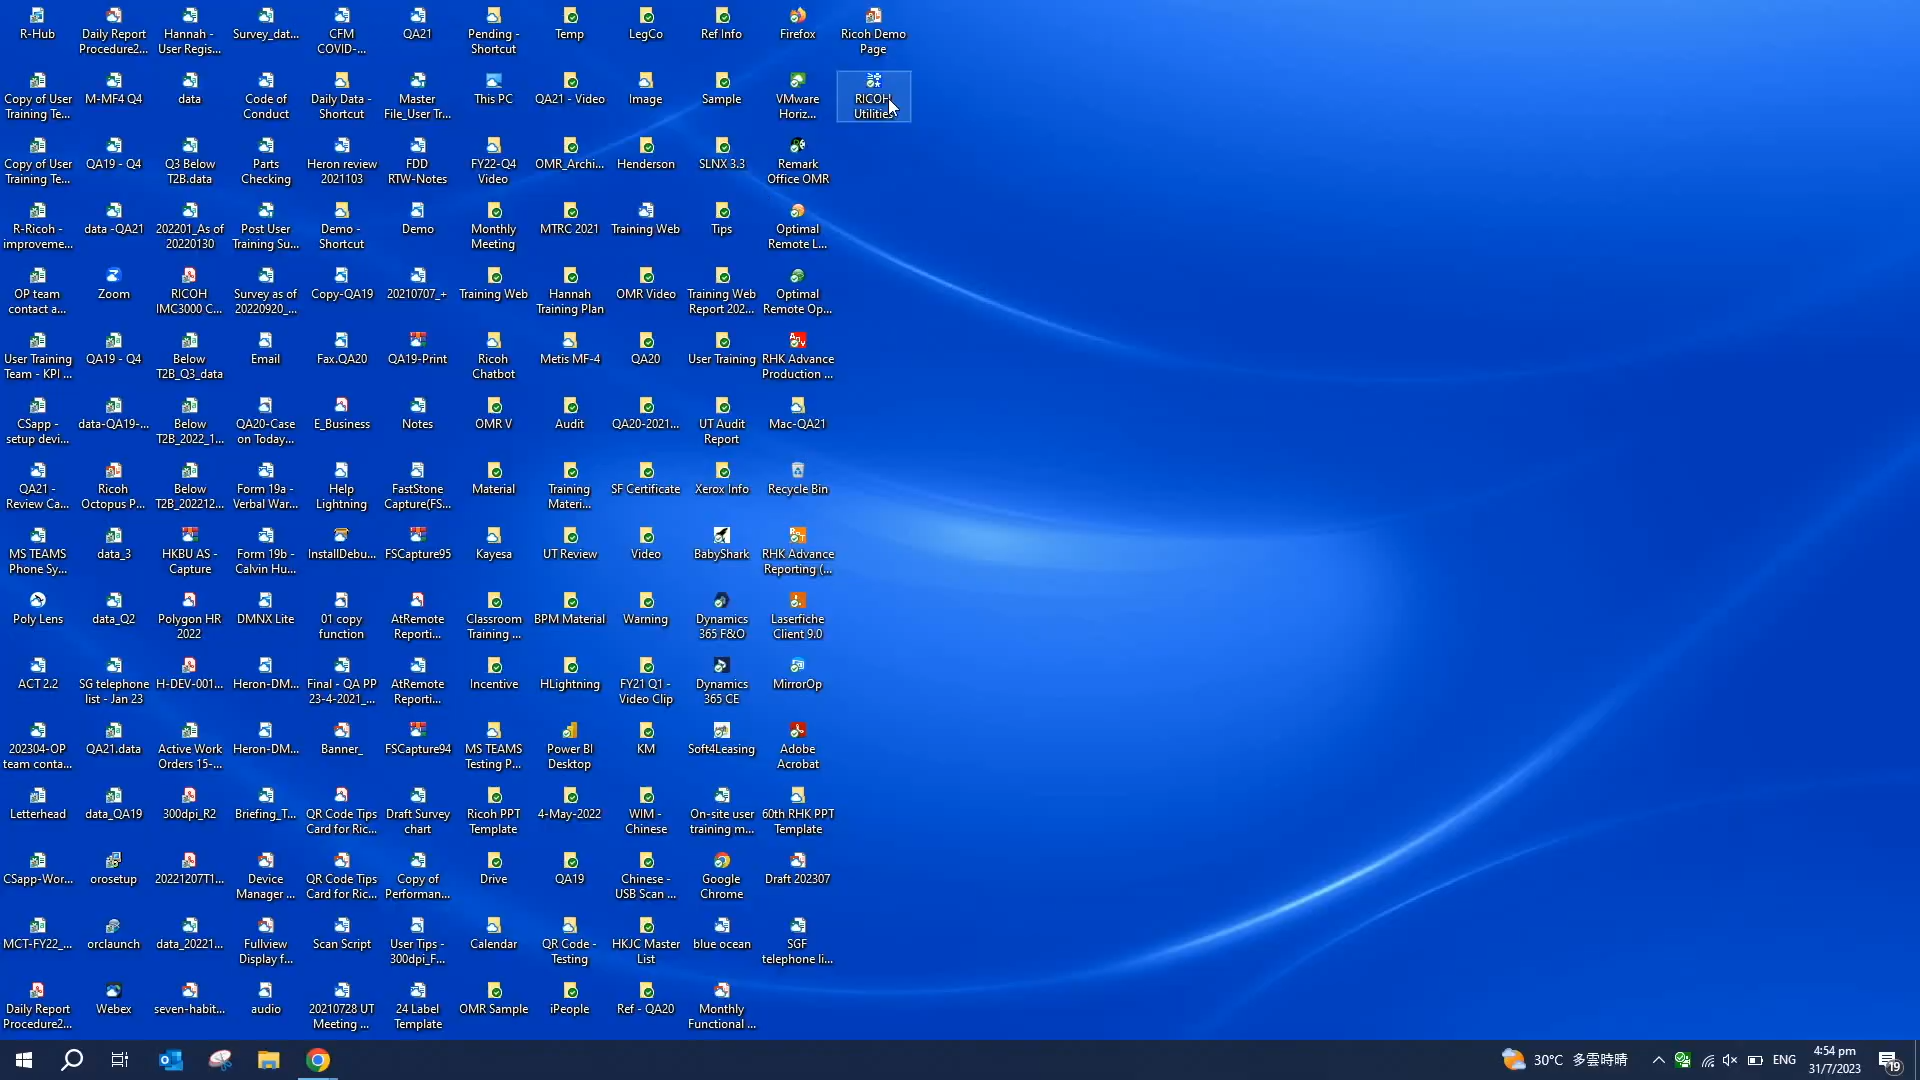 R-Hub
Daily Report
Procedure2...
Hannah -
User Regis...
Survey_dat...
CFM
COVID-...
QA21
Pending -
Shortcut
Temp
LegCo
Ref Info
Firefox
Ricoh Demo
Page
Copy of User
Training Te...
M-MF4 Q4
data
Code of
Conduct
Daily Data -
Shortcut
Master
File_User Tr...
This PC
QA21 - Video
Image
Sample
VMware
Horiz...
RICOH
Utilities
Copy of User
Training Te...
QA19 - Q4
Q3 Below
T2B.data
Parts
Checking
Heron review
2021103
FDD
RTW-Notes
FY22-Q4
Video
OMR_Archi...
Henderson
SLNX 3.3
Remark
Office OMR
R-Ricoh -
improveme...
data -QA21
202201_As of
20220130
Post User
Training Su...
Demo -
Shortcut
Demo
Monthly
Meeting
MTRC 2021
Training Web
Tips
Optimal
Remote L...
OP team
contact a...
Zoom
RICOH
IMC3000 C...
Survey as of
20220920_...
Copy-QA19
20210707_+
Training Web
Hannah
Training Plan
OMR Video
Training Web
Report 202...
Optimal
Remote Op...
User Training
Team - KPI ...
QA19 - Q4
Below
T2B_Q3_data
Email
Fax.QA20
QA19-Print
Ricoh
Chatbot
Metis MF-4
QA20
User Training
RHK Advance
Production ...
CSapp -
setup devi...
data-QA19-...
Below
T2B_2022_1...
QA20-Case
on Today...
E_Business
Notes
OMR V
Audit
QA20-2021...
UT Audit
Report
Mac-QA21
QA21 -
Review Ca...
Ricoh
Octopus P...
Below
T2B_202212...
Form 19a -
Verbal War...
Help
Lightning
FastStone
Capture(FS...
Material
Training
Materi...
SF Certificate
Xerox Info
Recycle Bin
MS TEAMS
Phone Sy...
data_3
HKBU AS -
Capture
Form 19b -
Calvin Hu...
InstallDebu...
FSCapture95
Kayesa
UT Review
Video
BabyShark
RHK Advance
Reporting (...
Poly Lens
data_Q2
Polygon HR
2022
DMNX Lite
01 copy
function
AtRemote
Reporti...
Classroom
Training ...
BPM Material
Warning
Dynamics
365 F&O
Laserfiche
Client 9.0
ACT 2.2
SG telephone
list - Jan 23
H-DEV-001...
Heron-DM...
Final - QA PP
23-4-2021_...
AtRemote
Reporti...
Incentive
HLightning
FY21 Q1 -
Video Clip
Dynamics
365 CE
MirrorOp
202304-OP
team conta...
QA21.data
Active Work
Orders 15-...
Heron-DM...
Banner_
FSCapture94
MS TEAMS
Testing P...
Power BI
Desktop
KM
Soft4Leasing
Adobe
Acrobat
Letterhead
data_QA19
300dpi_R2
Briefing_T...
QR Code Tips
Card for Ric...
Draft Survey
chart
Ricoh PPT
Template
4-May-2022
WIM -
Chinese
On-site user
training m...
60th RHK PPT
Template
CSapp-Wor...
orosetup
20221207T1...
Device
Manager ...
QR Code Tips
Card for Ric...
Copy of
Performan...
Drive
QA19
Chinese -
USB Scan ...
Google
Chrome
Draft 202307
MCT-FY22_...
orclaunch
data_20221...
Fullview
Display f...
Scan Script
User Tips -
300dpi_F...
Calendar
QR Code -
Testing
HKJC Master
List
blue ocean
SGF
telephone li...
Daily Report
Procedure2...
Webex
seven-habit...
audio
20210728 UT
Meeting ...
24 Label
Template
OMR Sample
iPeople
Ref - QA20
Monthly
Functional ...
30°C 多雲時晴
ENG
4:54 pm
31/7/2023
19